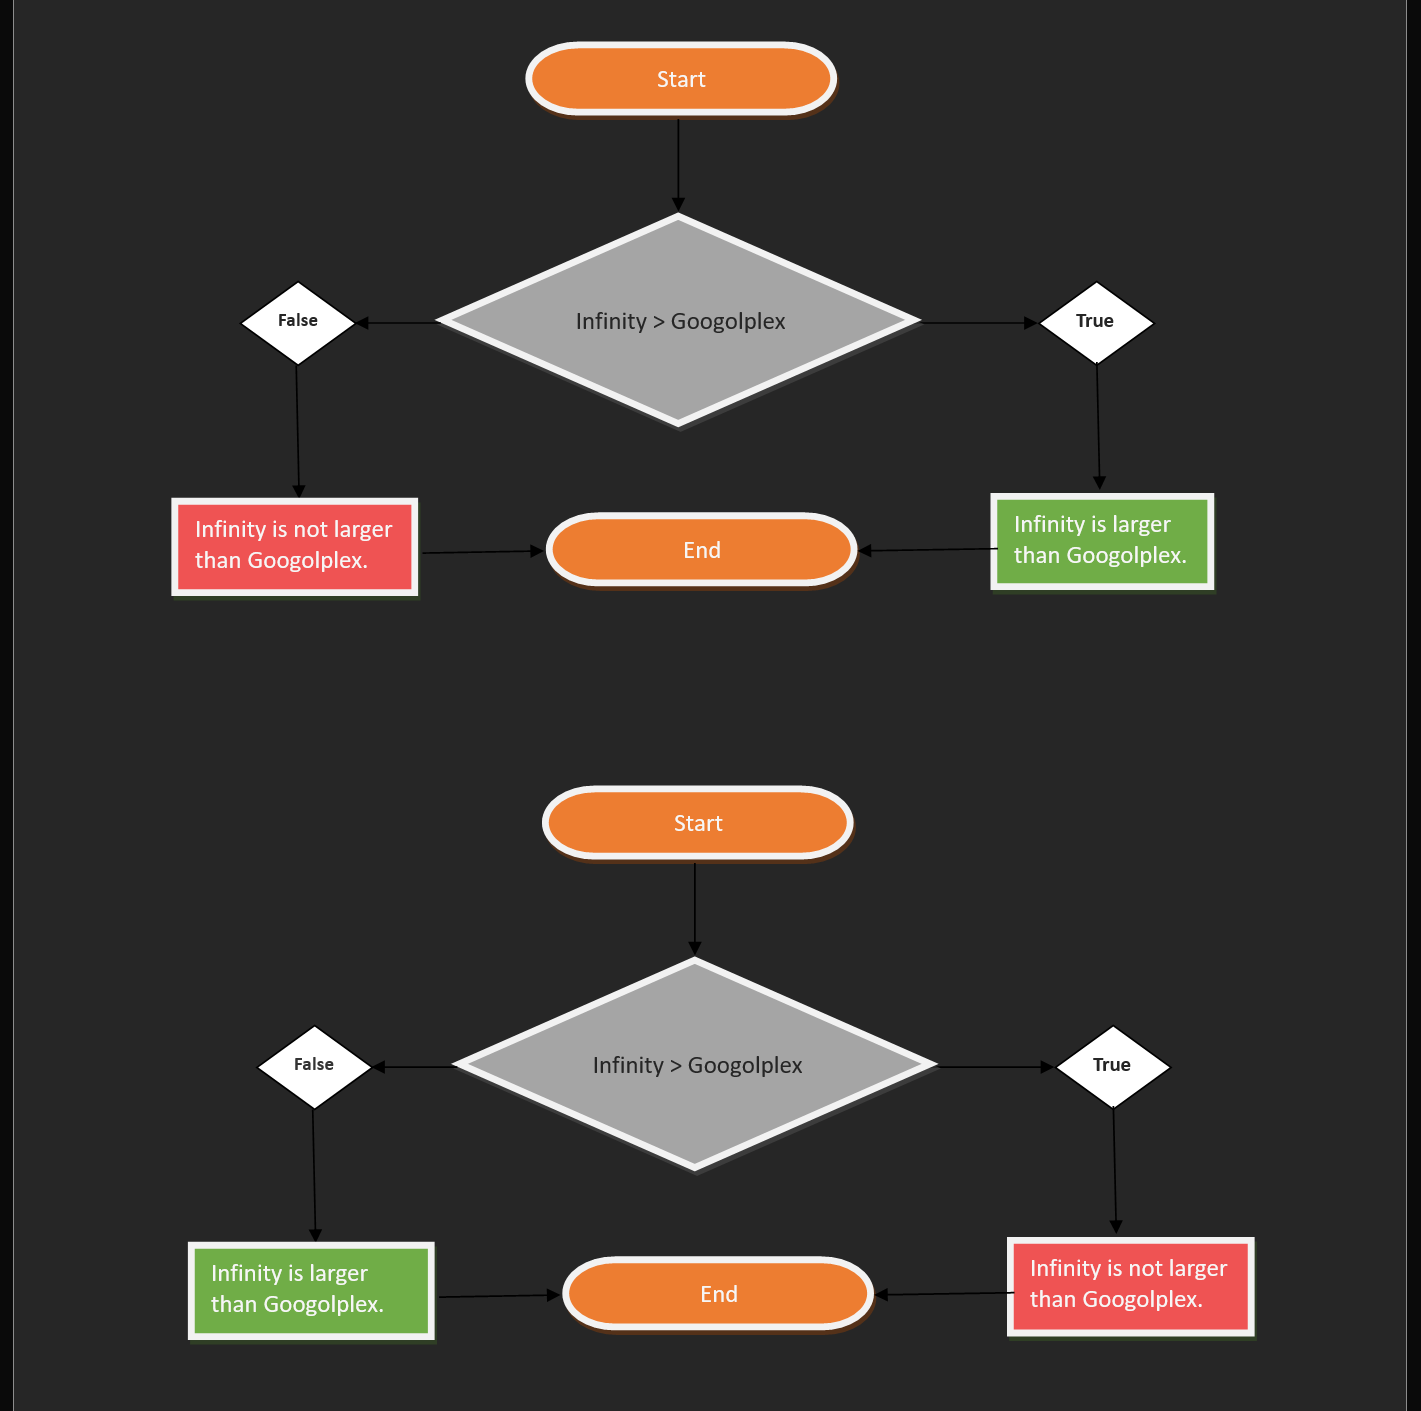 Start
Infinity > Googolplex
False
True
Infinity is not larger
than Googolplex.
End
Infinity is larger
than Googolplex.
Start
Infinity > Googolplex
False
True
Infinity is larger
than Googolplex.
End
Infinity is not larger
than Googolplex.